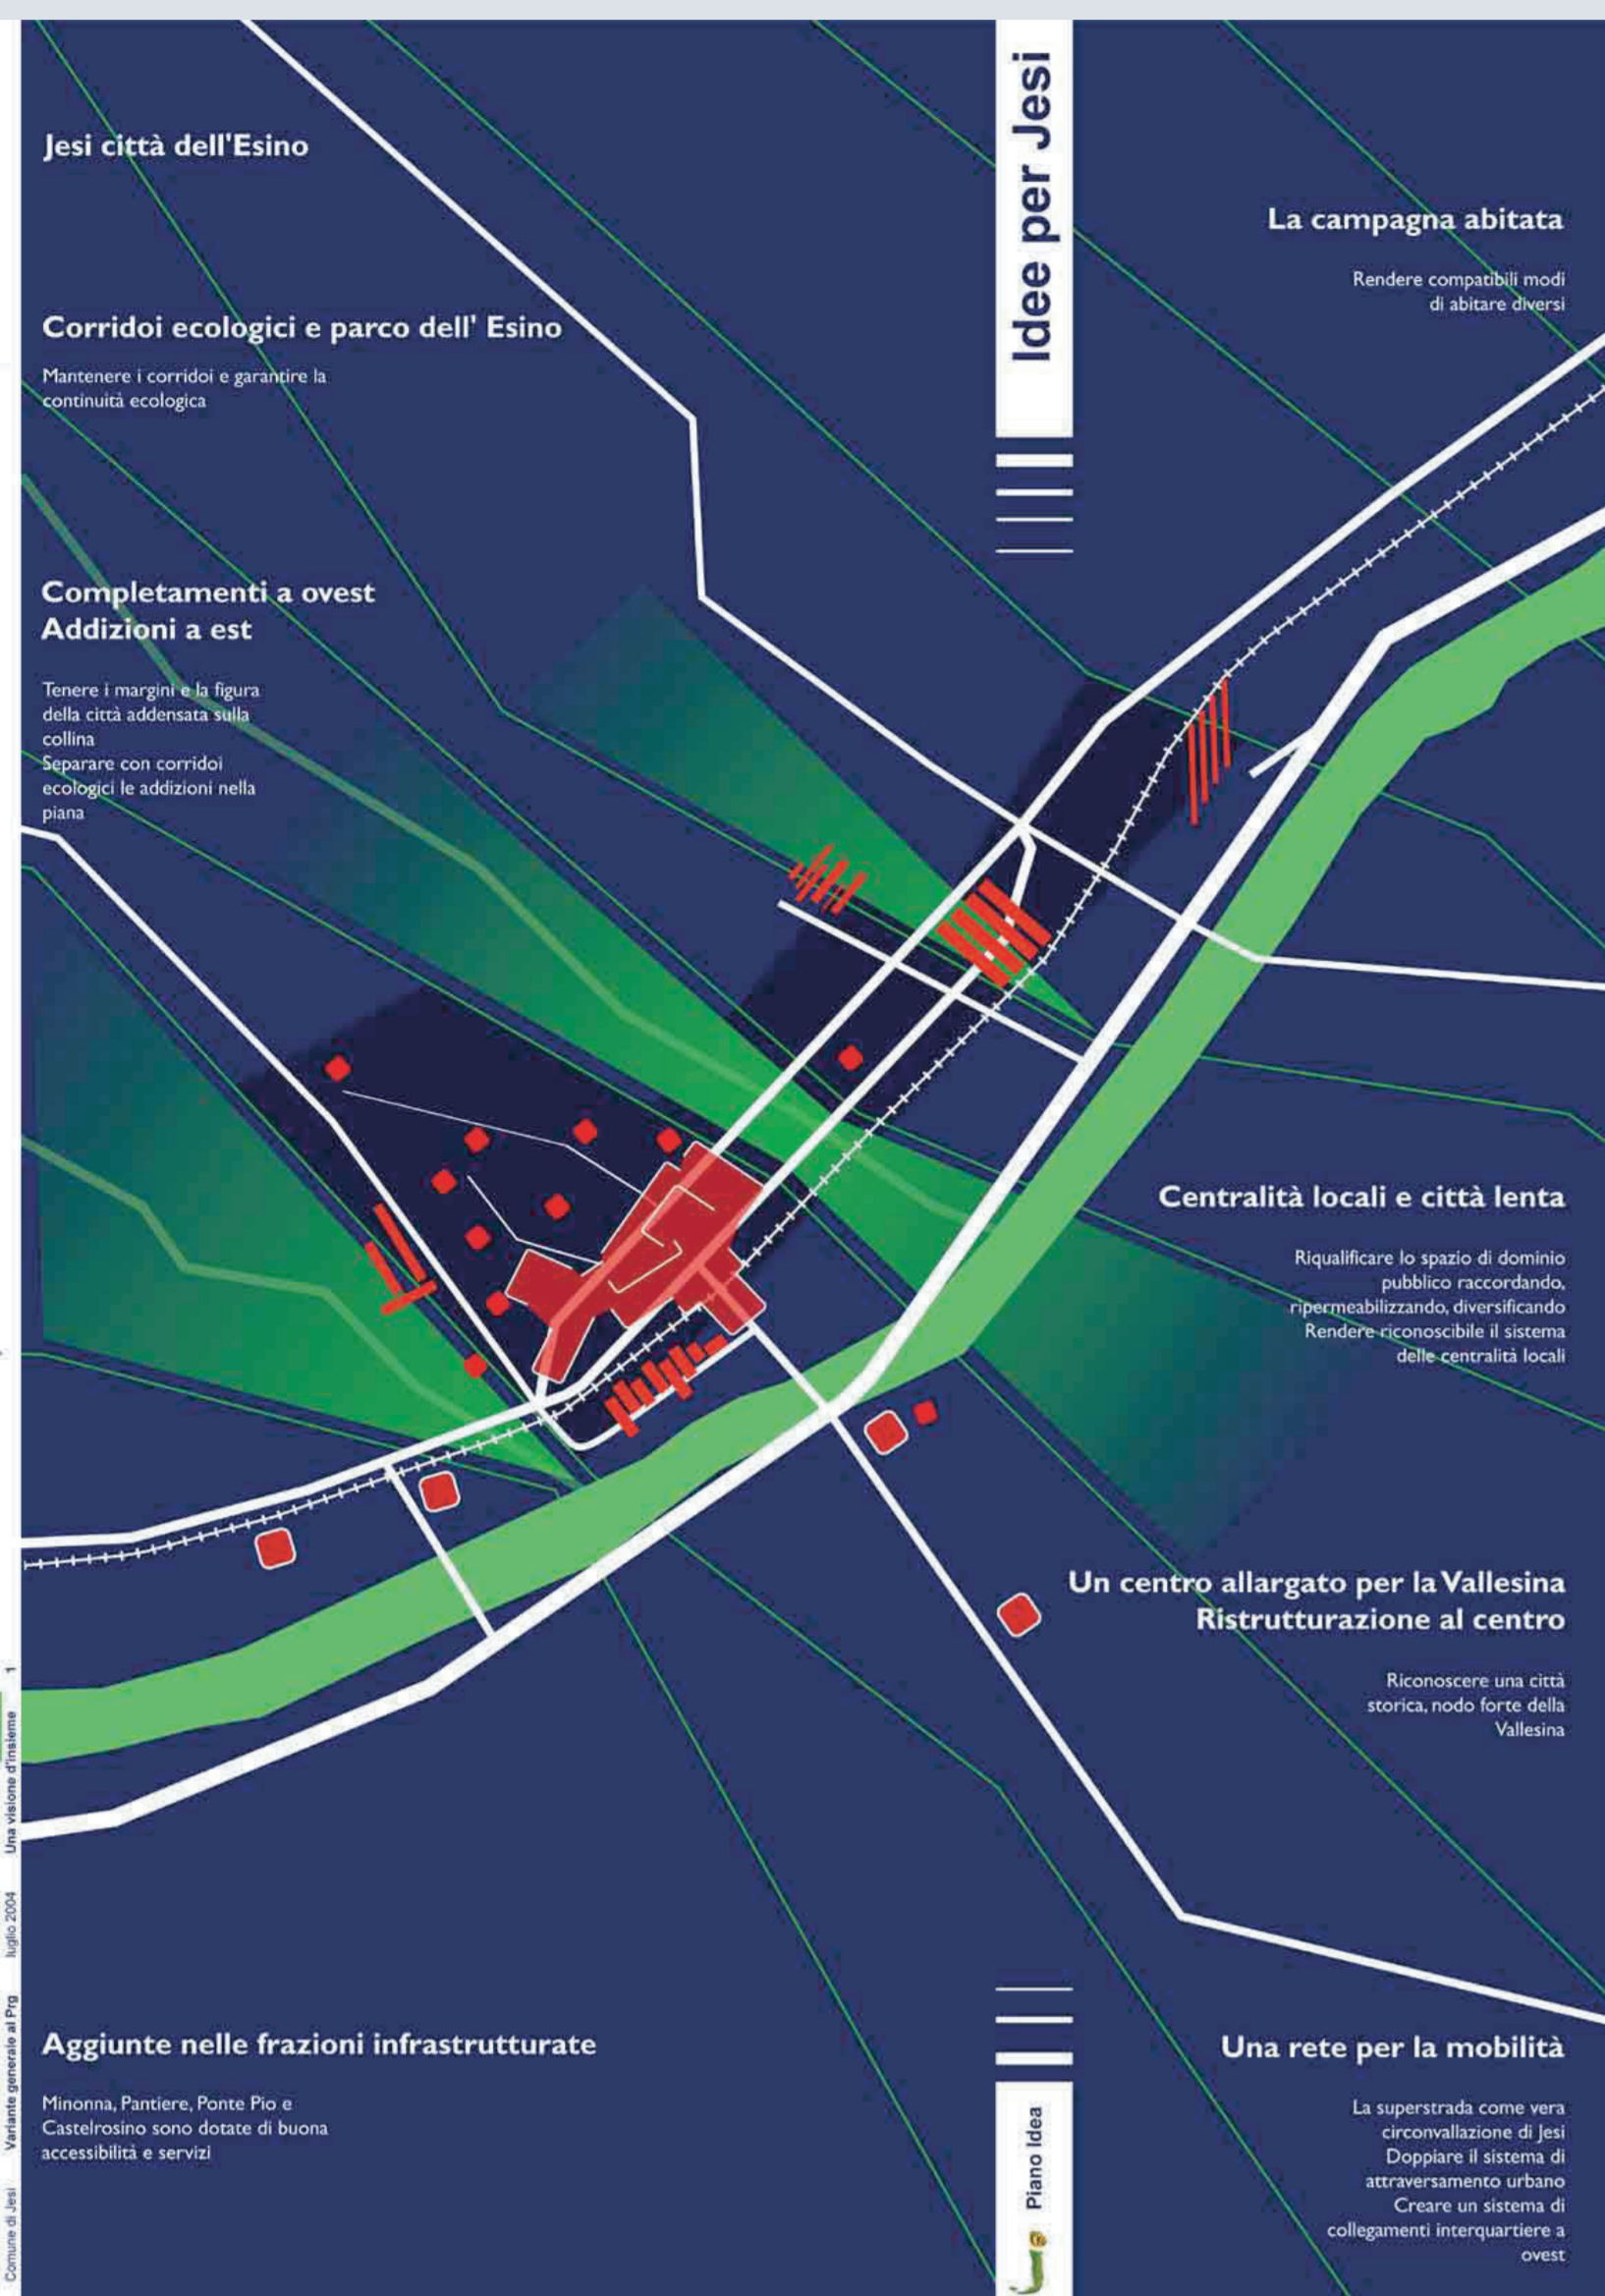 Jesi città dell'Esino
Corridoi ecologici e parco dell' Esino
Mantenere i corridoi e garantire la
continuità ecologica
Completamenti a ovest
Addizioni a est
Tenere i margini e la figura
della città addensata sulla
collina
Separare con corridoi
ecologici le addizioni nella
piana
Aggiunte nelle frazioni infrastrutturate
Minonna, Pantiere, Ponte Pio e
Castelrosino sono dotate di buona
accessibilità e servizi
Idee per Jesi
La campagna abitata
Rendere compatibili modi
di abitare diversi
Centralità locali e città lenta
Riqualificare lo spazio di dominio
pubblico raccordando,
ripermeabilizzando, diversificando
Rendere riconoscibile il sistema
delle centralità locali
Un centro allargato per la Vallesina
Ristrutturazione al centro
Riconoscere una città
storica, nodo forte della
Vallesina
Una rete per la mobilità
La superstrada come vera
circonvallazione di Jesi
Doppiare il sistema di
attraversamento urbano
Creare un sistema di
collegamenti interquartiere a
ovest
Piano Idea
Comune di Jesi Variante generale al Prg luglio 2004 Una visione d'insieme 1